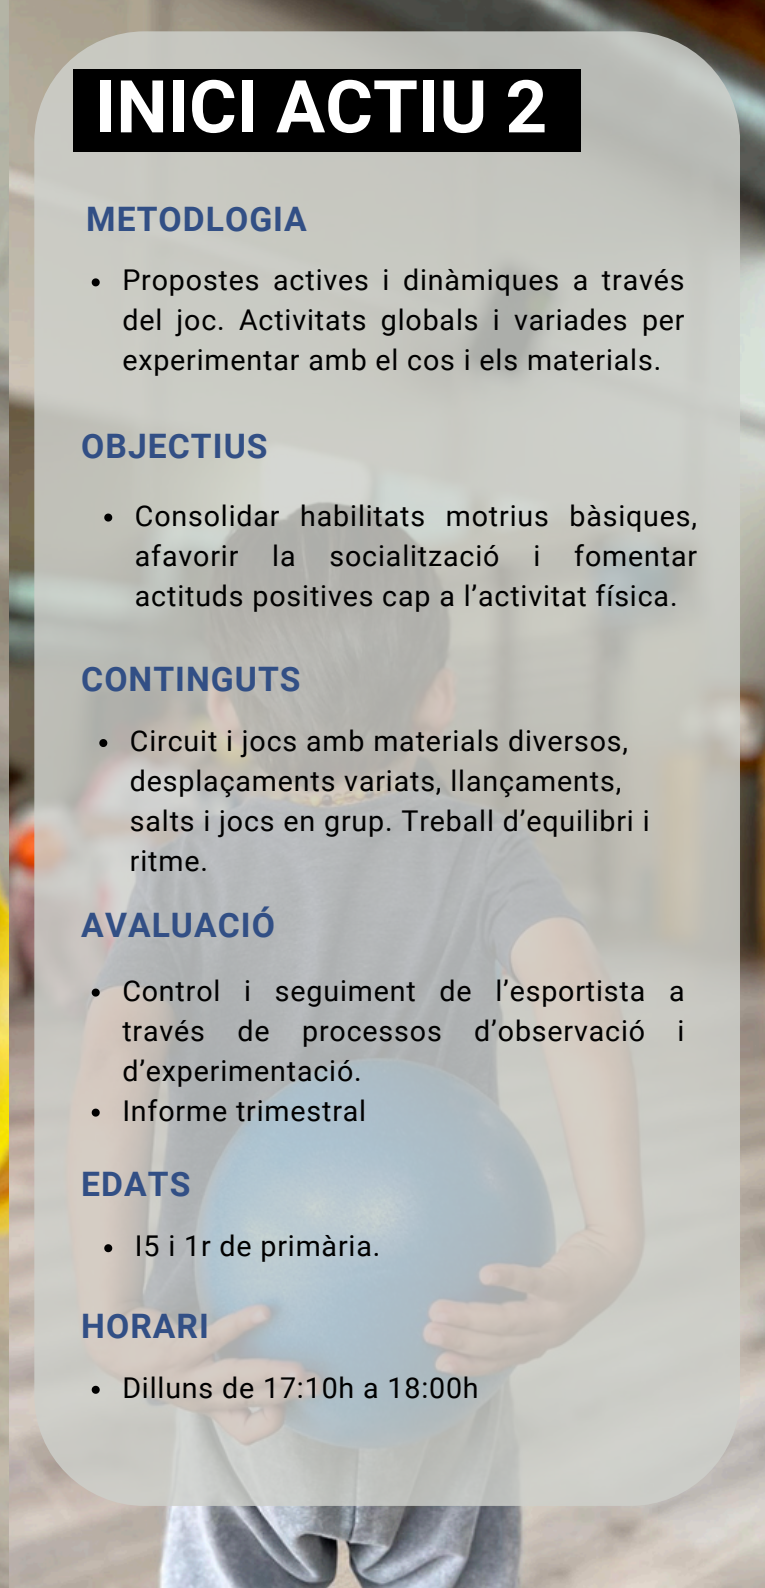 INICI ACTIU 2
METODLOGIA
• Propostes actives i dinàmiques a través
del joc. Activitats globals i variades per
experimentar amb el cos i els materials.
OBJECTIUS
• Consolidar habilitats motrius bàsiques,
afavorir la socialització i fomentar
actituds positives cap a l’activitat física.
CONTINGUTS
• Circuit i jocs amb materials diversos,
desplaçaments variats, llançaments,
salts i jocs en grup. Treball d’equilibri i
ritme.
AVALUACIÓ
• Control i seguiment de l’esportista a
través de processos d’observació i
d’experimentació.
• Informe trimestral
EDATS
• I5 i 1r de primària.
HORARI
• Dilluns de 17:10h a 18:00h